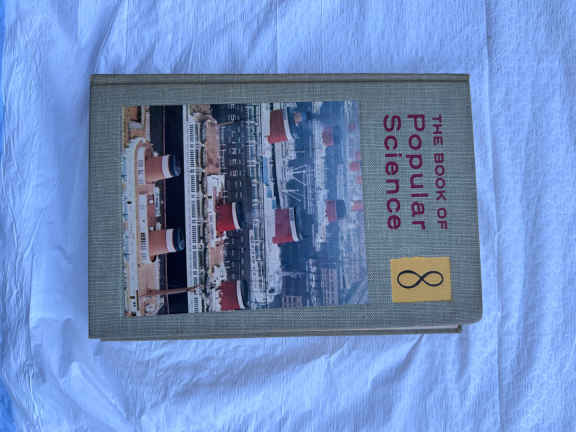 THE BOOK OF
Popular
Science
8